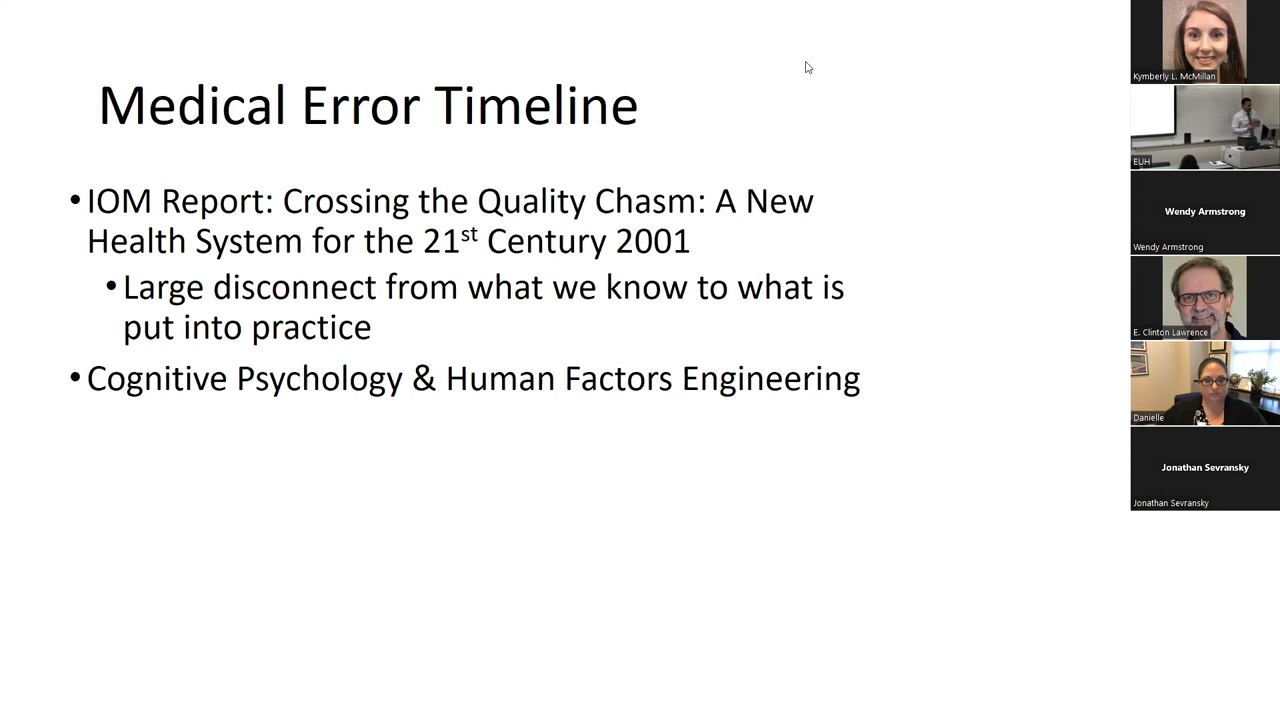 Medical Error Timeline
• IOM Report: Crossing the Quality Chasm: A New
Health System for the 21st Century 2001
• Large disconnect from what we know to what is
put into practice
• Cognitive Psychology & Human Factors Engineering
Kymberly L. McMillan
EUH
Wendy Armstrong
Wendy Armstrong
E. Clinton Lawrence
Danielle
Jonathan Sevransky
Jonathan Sevransky